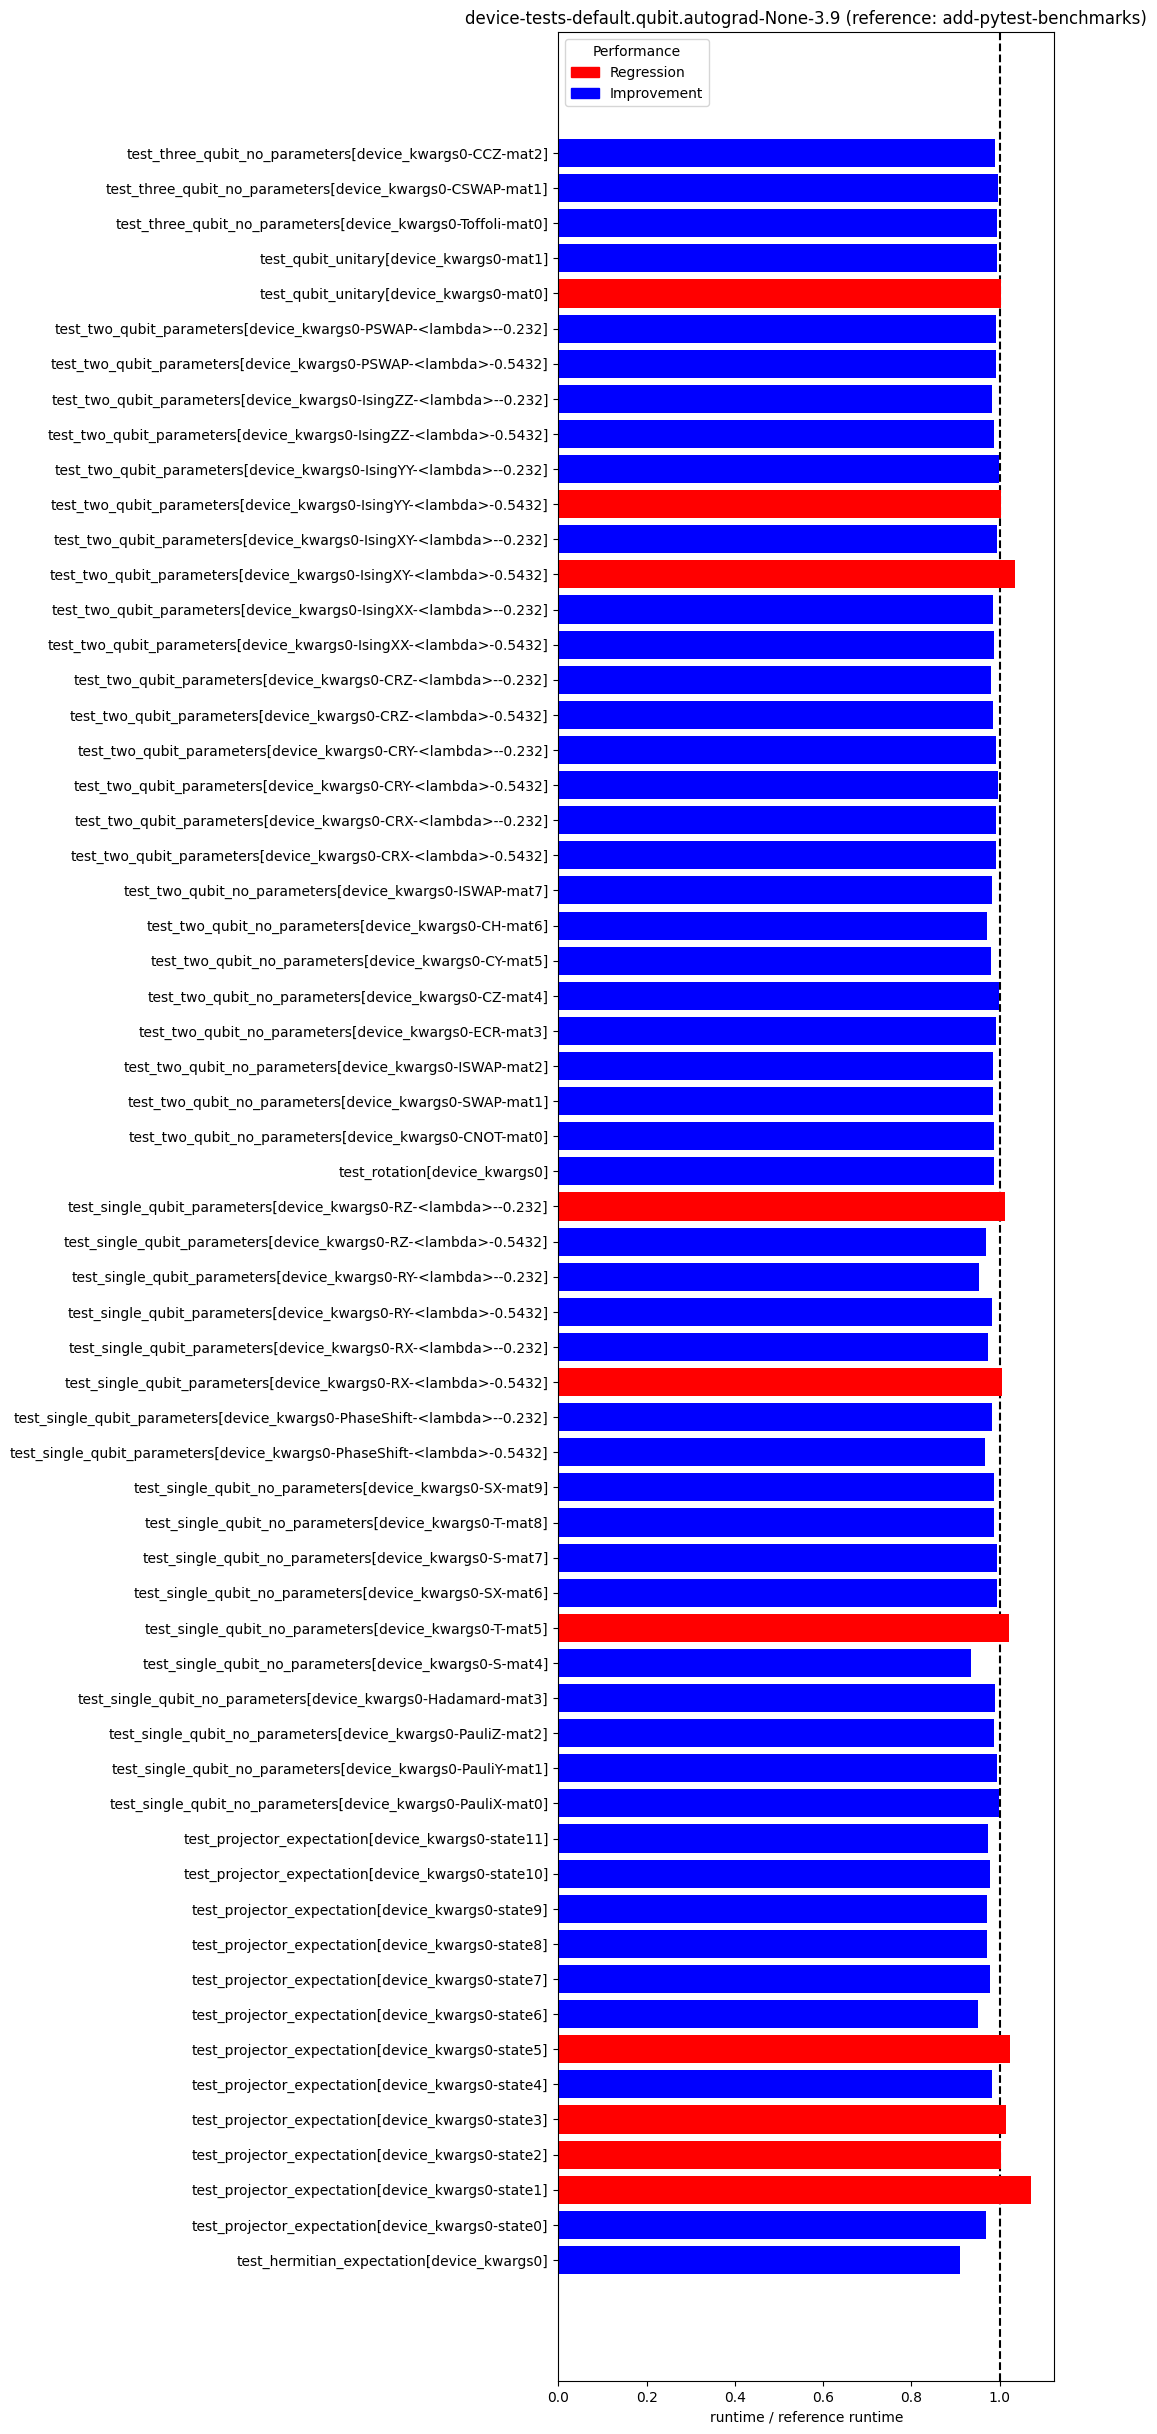 device-tests-default.qubit.autograd-None-3.9 (reference: add-pytest-benchmarks)
Performance
Regression
Improvement
test_three_qubit_no_parameters[device_kwargs0-CCZ-mat2]
test_three_qubit_no_parameters[device_kwargs0-CSWAP-mat1]
test_three_qubit_no_parameters[device_kwargs0-Toffoli-mat0]
test_qubit_unitary[device_kwargs0-mat1]
test_qubit_unitary[device_kwargs0-mat0]
test_two_qubit_parameters[device_kwargs0-PSWAP-<lambda>--0.232]
test_two_qubit_parameters[device_kwargs0-PSWAP-<lambda>-0.5432]
test_two_qubit_parameters[device_kwargs0-IsingZZ-<lambda>--0.232]
test_two_qubit_parameters[device_kwargs0-IsingZZ-<lambda>-0.5432]
test_two_qubit_parameters[device_kwargs0-IsingYY-<lambda>--0.232]
test_two_qubit_parameters[device_kwargs0-IsingYY-<lambda>-0.5432]
test_two_qubit_parameters[device_kwargs0-IsingXY-<lambda>--0.232]
test_two_qubit_parameters[device_kwargs0-IsingXY-<lambda>-0.5432]
test_two_qubit_parameters[device_kwargs0-IsingXX-<lambda>--0.232]
test_two_qubit_parameters[device_kwargs0-IsingXX-<lambda>-0.5432]
test_two_qubit_parameters[device_kwargs0-CRZ-<lambda>--0.232]
test_two_qubit_parameters[device_kwargs0-CRZ-<lambda>-0.5432]
test_two_qubit_parameters[device_kwargs0-CRY-<lambda>--0.232]
test_two_qubit_parameters[device_kwargs0-CRY-<lambda>-0.5432]
test_two_qubit_parameters[device_kwargs0-CRX-<lambda>--0.232]
test_two_qubit_parameters[device_kwargs0-CRX-<lambda>-0.5432]
test_two_qubit_no_parameters[device_kwargs0-ISWAP-mat7]
test_two_qubit_no_parameters[device_kwargs0-CH-mat6]
test_two_qubit_no_parameters[device_kwargs0-CY-mat5]
test_two_qubit_no_parameters[device_kwargs0-CZ-mat4]
test_two_qubit_no_parameters[device_kwargs0-ECR-mat3]
test_two_qubit_no_parameters[device_kwargs0-ISWAP-mat2]
test_two_qubit_no_parameters[device_kwargs0-SWAP-mat1]
test_two_qubit_no_parameters[device_kwargs0-CNOT-mat0]
test_rotation[device_kwargs0]
test_single_qubit_parameters[device_kwargs0-RZ-<lambda>--0.232]
test_single_qubit_parameters[device_kwargs0-RZ-<lambda>-0.5432]
test_single_qubit_parameters[device_kwargs0-RY-<lambda>--0.232]
test_single_qubit_parameters[device_kwargs0-RY-<lambda>-0.5432]
test_single_qubit_parameters[device_kwargs0-RX-<lambda>--0.232]
test_single_qubit_parameters[device_kwargs0-RX-<lambda>-0.5432]
test_single_qubit_parameters[device_kwargs0-PhaseShift-<lambda>--0.232]
test_single_qubit_parameters[device_kwargs0-PhaseShift-<lambda>-0.5432]
test_single_qubit_no_parameters[device_kwargs0-SX-mat9]
test_single_qubit_no_parameters[device_kwargs0-T-mat8]
test_single_qubit_no_parameters[device_kwargs0-S-mat7]
test_single_qubit_no_parameters[device_kwargs0-SX-mat6]
test_single_qubit_no_parameters[device_kwargs0-T-mat5]
test_single_qubit_no_parameters[device_kwargs0-S-mat4]
test_single_qubit_no_parameters[device_kwargs0-Hadamard-mat3]
test_single_qubit_no_parameters[device_kwargs0-PauliZ-mat2]
test_single_qubit_no_parameters[device_kwargs0-PauliY-mat1]
test_single_qubit_no_parameters[device_kwargs0-PauliX-mat0]
test_projector_expectation[device_kwargs0-state11]
test_projector_expectation[device_kwargs0-state10]
test_projector_expectation[device_kwargs0-state9]
test_projector_expectation[device_kwargs0-state8]
test_projector_expectation[device_kwargs0-state7]
test_projector_expectation[device_kwargs0-state6]
test_projector_expectation[device_kwargs0-state5]
test_projector_expectation[device_kwargs0-state4]
test_projector_expectation[device_kwargs0-state3]
test_projector_expectation[device_kwargs0-state2]
test_projector_expectation[device_kwargs0-state1]
test_projector_expectation[device_kwargs0-state0]
test_hermitian_expectation[device_kwargs0]
0.0 0.2 0.4 0.6 0.8 1.0
runtime / reference runtime